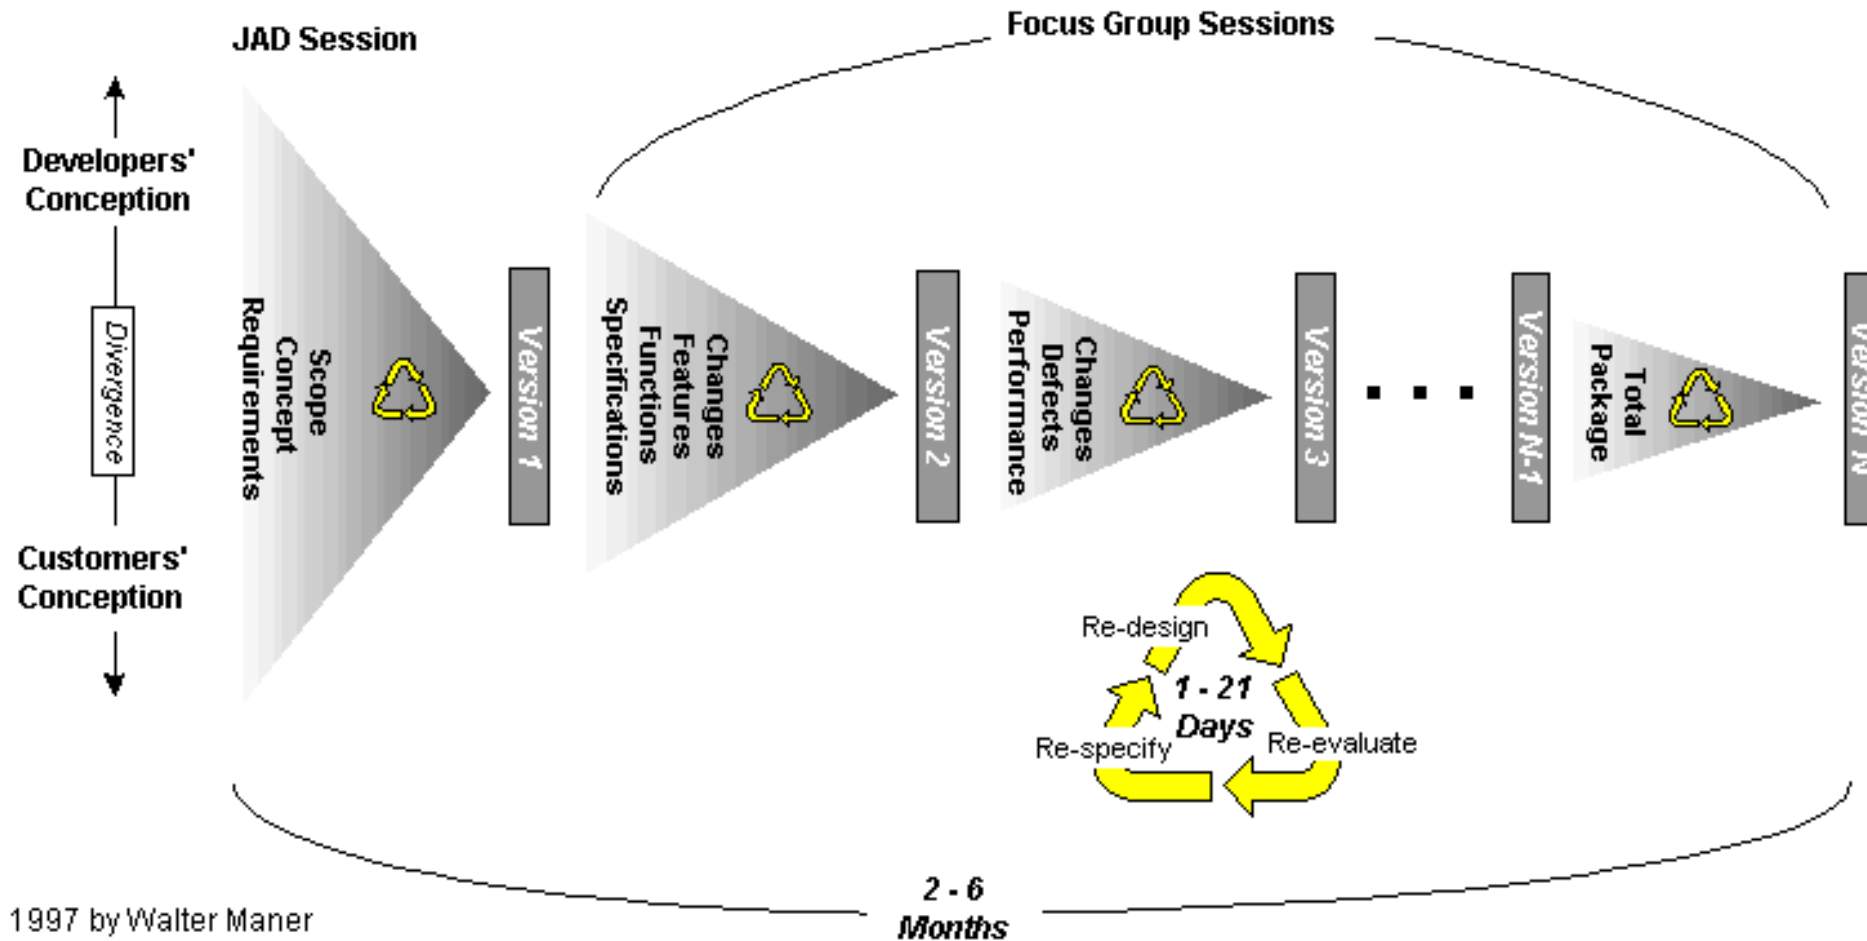 JAD Session
Focus Group Sessions
Developers'
Conception
Divergence
Customers'
Conception
Scope
Concept
Requirements
Version 1
Changes
Features
Functions
Specifications
Version 2
Changes
Defects
Performance
Version 3
Version N-1
Total
Package
Version N
Re-design
1 - 21
Days
Re-specify
Re-evaluate
2 - 6
Months
1997 by Walter Maner